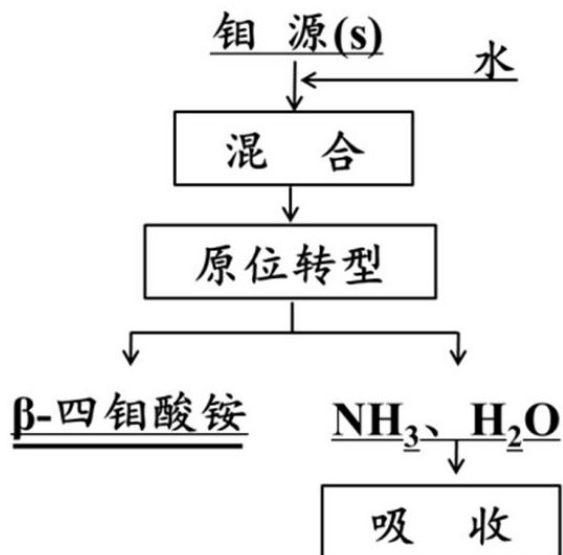 钼 源(s)
水
混 合
原位转型
β-四钼酸铵
NH₃、H₂O
吸 收